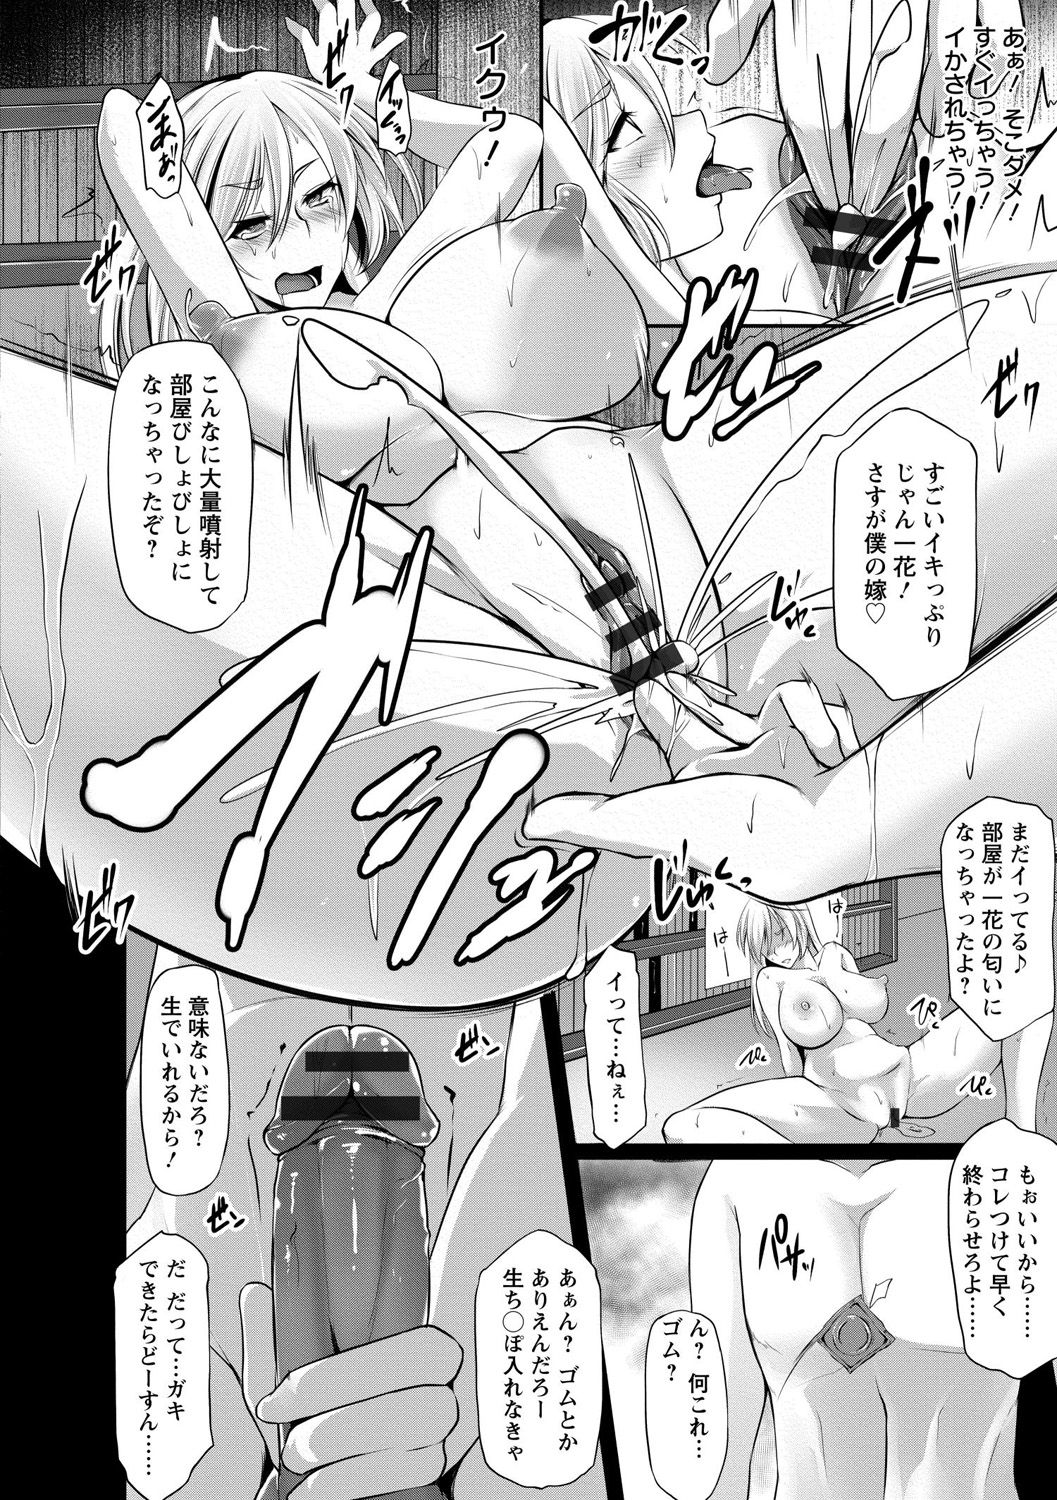 あぁ！そこダメ！
すぐイっちゃう！
イかされちゃう！
イクゥ！
すごいイキっぷり
じゃん一花！
さすが僕の嫁♡
こんなに大量噴射して
部屋びしょびしょに
なっちゃったぞ？
まだイってる♪
部屋が一花の匂いに
なっちゃったよ？
はー
はー
イって…ねぇ…
もぉいいから……
コレつけて早く
終わらせろよ……
パサッ
ん？何これ…
ゴム？
あぁん？ゴムとか
ありえんだろー
生ち◯ぽ入れなきゃ
意味ないだろ？
生でいれるから！
だ だって…ガキ
できたらどーすん……